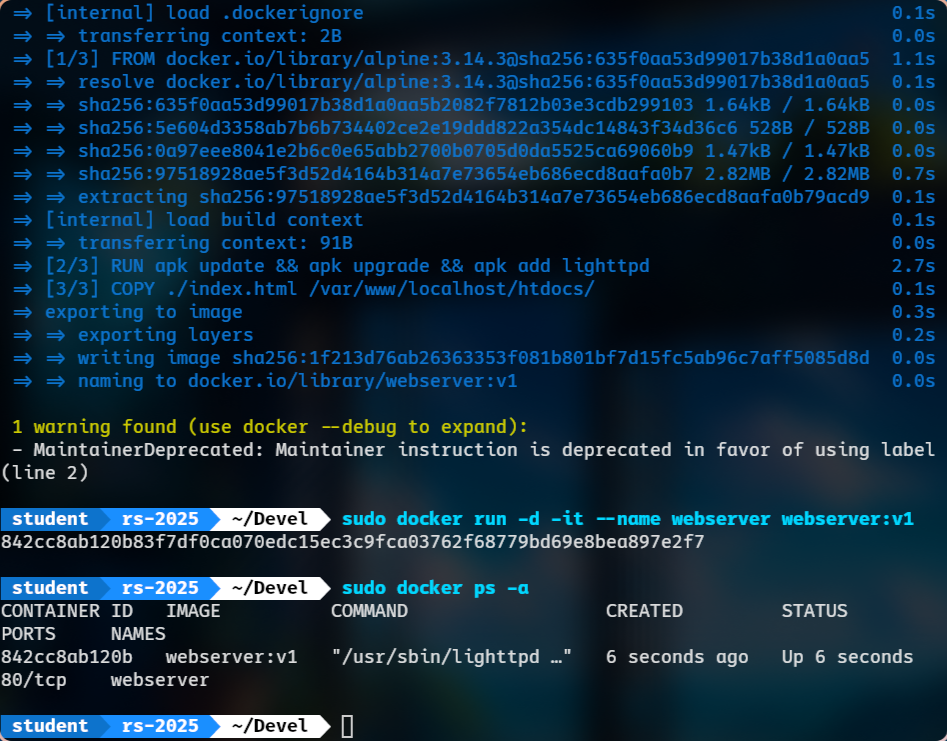 ⇒ [internal] load .dockerignore 0.1s
⇒ ⇒ transferring context: 2B 0.0s
⇒ [1/3] FROM docker.io/library/alpine:3.14.3@sha256:635f0aa53d99017b38d1a0aa5 1.1s
⇒ ⇒ resolve docker.io/library/alpine:3.14.3@sha256:635f0aa53d99017b38d1a0aa5 0.1s
⇒ ⇒ sha256:635f0aa53d99017b38d1a0aa5b2082f7812b03e3cdb299103 1.64kB / 1.64kB 0.0s
⇒ ⇒ sha256:5e604d3358ab7b6b734402ce2e19ddd822a354dc14843f34d36c6 528B / 528B 0.0s
⇒ ⇒ sha256:0a97eee8041e2b6c0e65abb2700b0705d0da5525ca69060b9 1.47kB / 1.47kB 0.0s
⇒ ⇒ sha256:97518928ae5f3d52d4164b314a7e73654eb686ecd8aafa0b7 2.82MB / 2.82MB 0.7s
⇒ ⇒ extracting sha256:97518928ae5f3d52d4164b314a7e73654eb686ecd8aafa0b79acd9 0.1s
⇒ [internal] load build context 0.1s
⇒ ⇒ transferring context: 91B 0.0s
⇒ [2/3] RUN apk update && apk upgrade && apk add lighttpd 2.7s
⇒ [3/3] COPY ./index.html /var/www/localhost/htdocs/ 0.1s
⇒ exporting to image 0.3s
⇒ ⇒ exporting layers 0.2s
⇒ ⇒ writing image sha256:1f213d76ab26363353f081b801bf7d15fc5ab96c7aff5085d8d 0.0s
⇒ ⇒ naming to docker.io/library/webserver:v1 0.0s
1 warning found (use docker --debug to expand):
- MaintainerDeprecated: Maintainer instruction is deprecated in favor of using label
(line 2)
student rs-2025 ~/Devel sudo docker run -d -it --name webserver webserver:v1
842cc8ab120b83f7df0ca070edc15ec3c9fca03762f68779bd69e8bea897e2f7
student rs-2025 ~/Devel sudo docker ps -a
CONTAINER ID IMAGE COMMAND CREATED STATUS
PORTS NAMES
842cc8ab120b webserver:v1 "/usr/sbin/lighttpd …" 6 seconds ago Up 6 seconds
80/tcp webserver
student rs-2025 ~/Devel